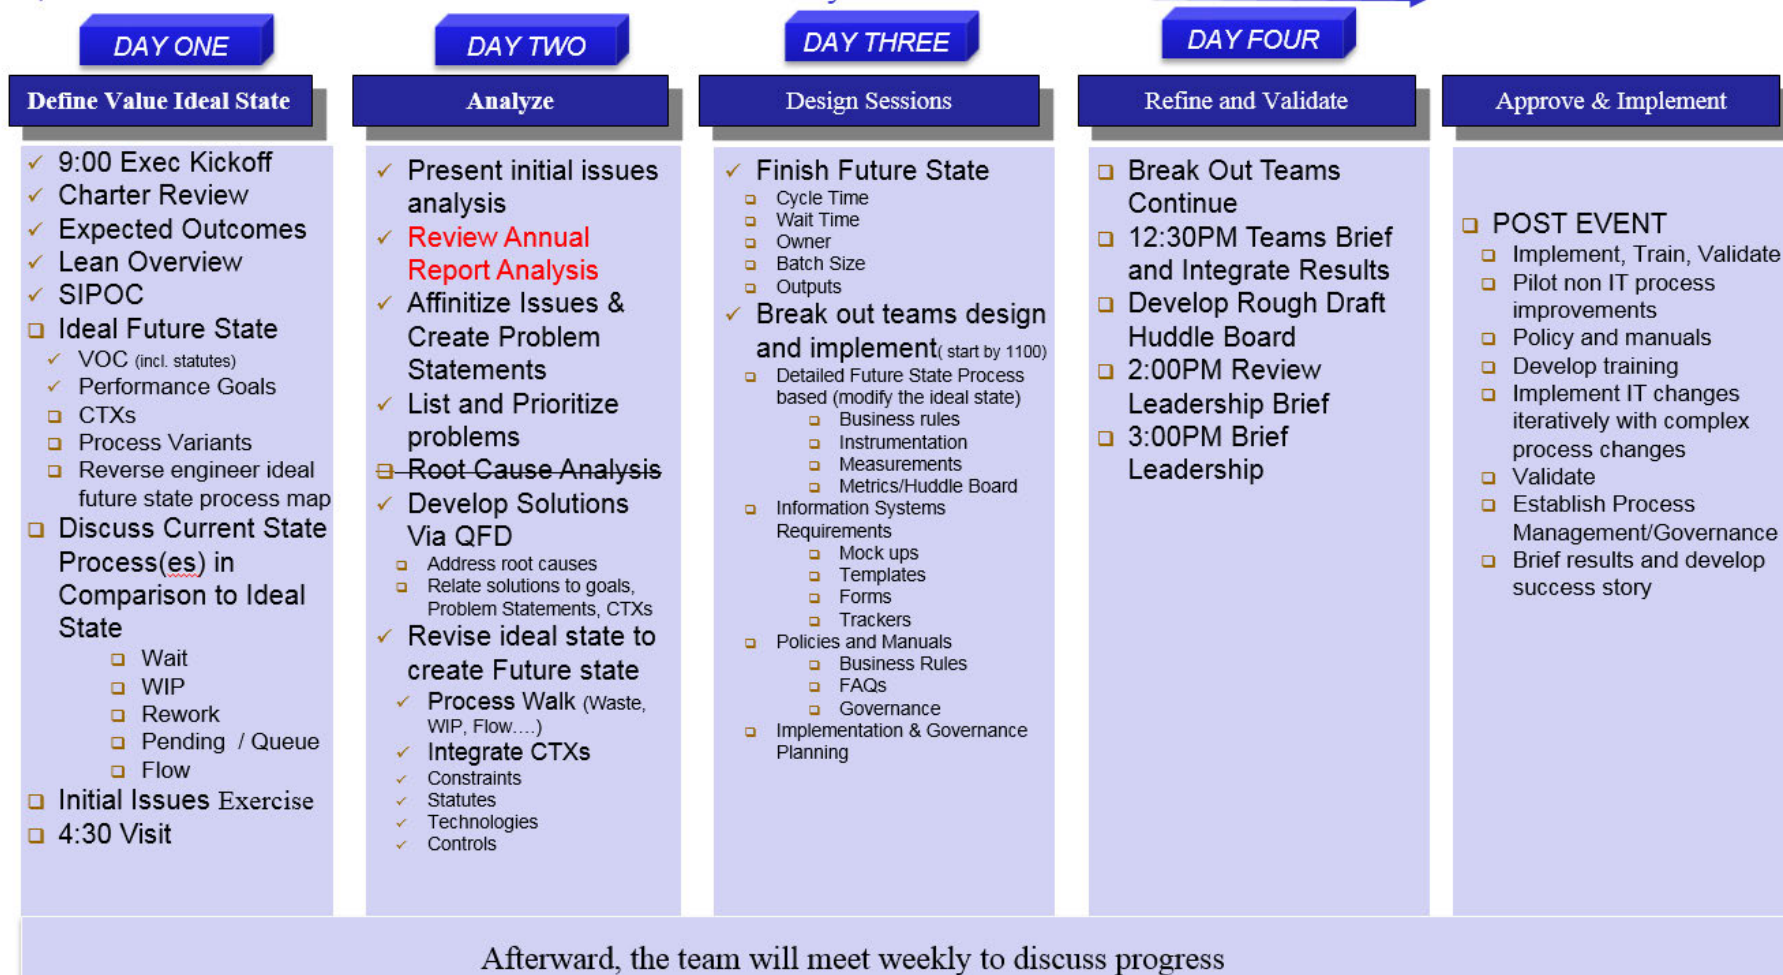 DAY ONE
DAY TWO
DAY THREE
DAY FOUR
Define Value Ideal State
Analyze
Design Sessions
Refine and Validate
Approve & Implement
9:00 Exec Kickoff
Charter Review
Expected Outcomes
Lean Overview
SIPOC
Ideal Future State
VOC (incl. statutes)
Performance Goals
CTXs
Process Variants
Reverse engineer ideal
future state process map
Discuss Current State
Process(es) in
Comparison to Ideal
State
Wait
WIP
Rework
Pending / Queue
Flow
Initial Issues Exercise
4:30 Visit
Present initial issues
analysis
Review Annual
Report Analysis
Affinitize Issues &
Create Problem
Statements
List and Prioritize
problems
Root Cause Analysis
Develop Solutions
Via QFD
Address root causes
Relate solutions to goals,
Problem Statements, CTXs
Revise ideal state to
create Future state
Process Walk (Waste,
WIP, Flow....)
Integrate CTXs
Constraints
Statutes
Technologies
Controls
Finish Future State
Cycle Time
Wait Time
Owner
Batch Size
Outputs
Break out teams design
and implement( start by 1100)
Detailed Future State Process
based (modify the ideal state)
Business rules
Instrumentation
Measurements
Metrics/Huddle Board
Information Systems
Requirements
Mock ups
Templates
Forms
Trackers
Policies and Manuals
Business Rules
FAQs
Governance
Implementation & Governance
Planning
Break Out Teams
Continue
12:30PM Teams Brief
and Integrate Results
Develop Rough Draft
Huddle Board
2:00PM Review
Leadership Brief
3:00PM Brief
Leadership
POST EVENT
Implement, Train, Validate
Pilot non IT process
improvements
Policy and manuals
Develop training
Implement IT changes
iteratively with complex
process changes
Validate
Establish Process
Management/Governance
Brief results and develop
success story
Afterward, the team will meet weekly to discuss progress